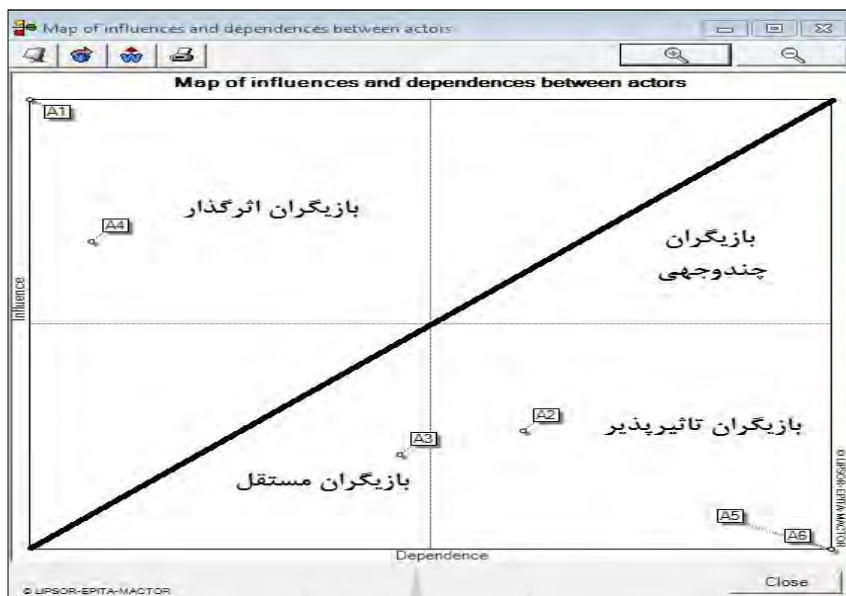 Map of influences and dependences between actors
Map of influences and dependences between actors
A1
بازیگران اثرگذار
A4
بازیگران
چندوجهی
Influence
A2
بازیگران تاثیرپذیر
A3
بازیگران مستقل
A5
A6
© LIPSOR-EPITA-MACTOR
Dependence
Close
© LIPSOR-EPITA-MACTOR